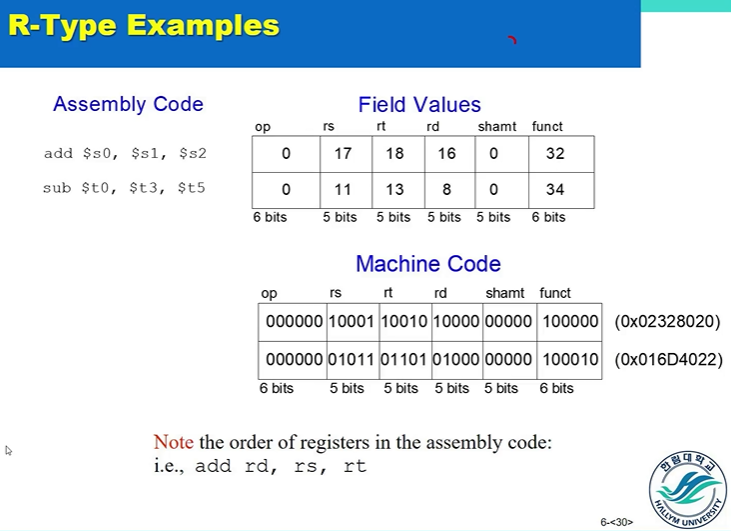 R-Type Examples
Assembly Code
Field Values
op rs rt rd shamt funct
add $s0, $s1, $s2 0 17 18 16 0 32
sub $t0, $t3, $t5 0 11 13 8 0 34
6 bits 5 bits 5 bits 5 bits 5 bits 6 bits
Machine Code
op rs rt rd shamt funct
000000 10001 10010 10000 00000 100000 (0x02328020)
000000 01011 01101 01000 00000 100010 (0x016D4022)
6 bits 5 bits 5 bits 5 bits 5 bits 6 bits
Note the order of registers in the assembly code:
i.e., add rd, rs, rt
한림대학교
HALLYM UNIVERSITY
6-<30>